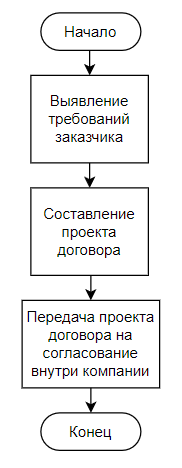 Начало
Выявление
требований
заказчика
Составление
проекта
договора
Передача проекта
договора на
согласование
внутри компании
Конец